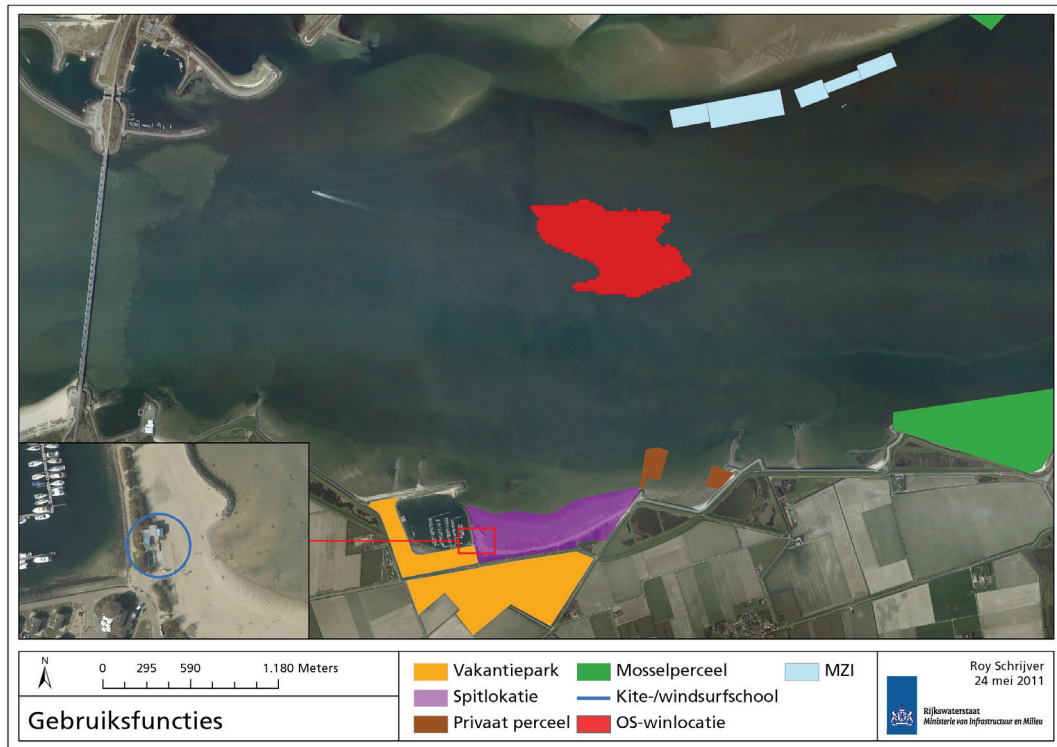 N
0 295 590 1.180 Meters
Gebruiksfuncties
Vakantiepark
Spitlokatie
Privaat perceel
Mosselperceel
Kite-/windsurfschool
OS-winlocatie
MZI
Roy Schrijver
24 mei 2011
Rijkswaterstaat
Ministerie van Infrastructuur en Milieu